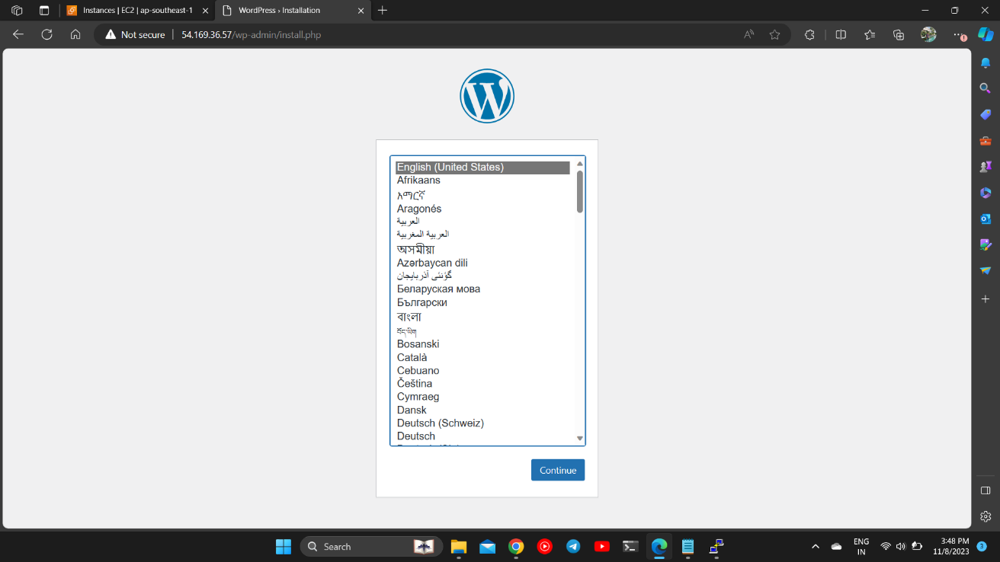 Instances | EC2 | ap-southeast-1
WordPress › Installation
Not secure
54.169.36.57/wp-admin/install.php
English (United States)
Afrikaans
አማርኛ
Aragonés
العربية
العربية المغربية
অসমীয়া
Azərbaycan dili
گؤنئی آذربایجان
Беларуская мова
Български
বাংলা
བོད་ཡིག
Bosanski
Català
Cebuano
Čeština
Cymraeg
Dansk
Deutsch (Schweiz)
Deutsch
Continue
Search
ENG
IN
3:48 PM
11/8/2023
3